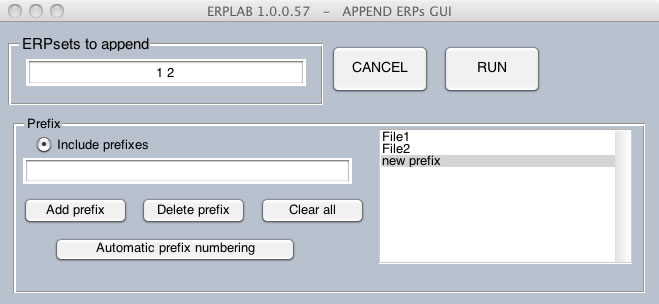 ERPLAB 1.0.0.57 - APPEND ERPs GUI
ERPsets to append
1 2
CANCEL
RUN
Prefix
Include prefixes
File1
File2
new prefix
Add prefix
Delete prefix
Clear all
Automatic prefix numbering